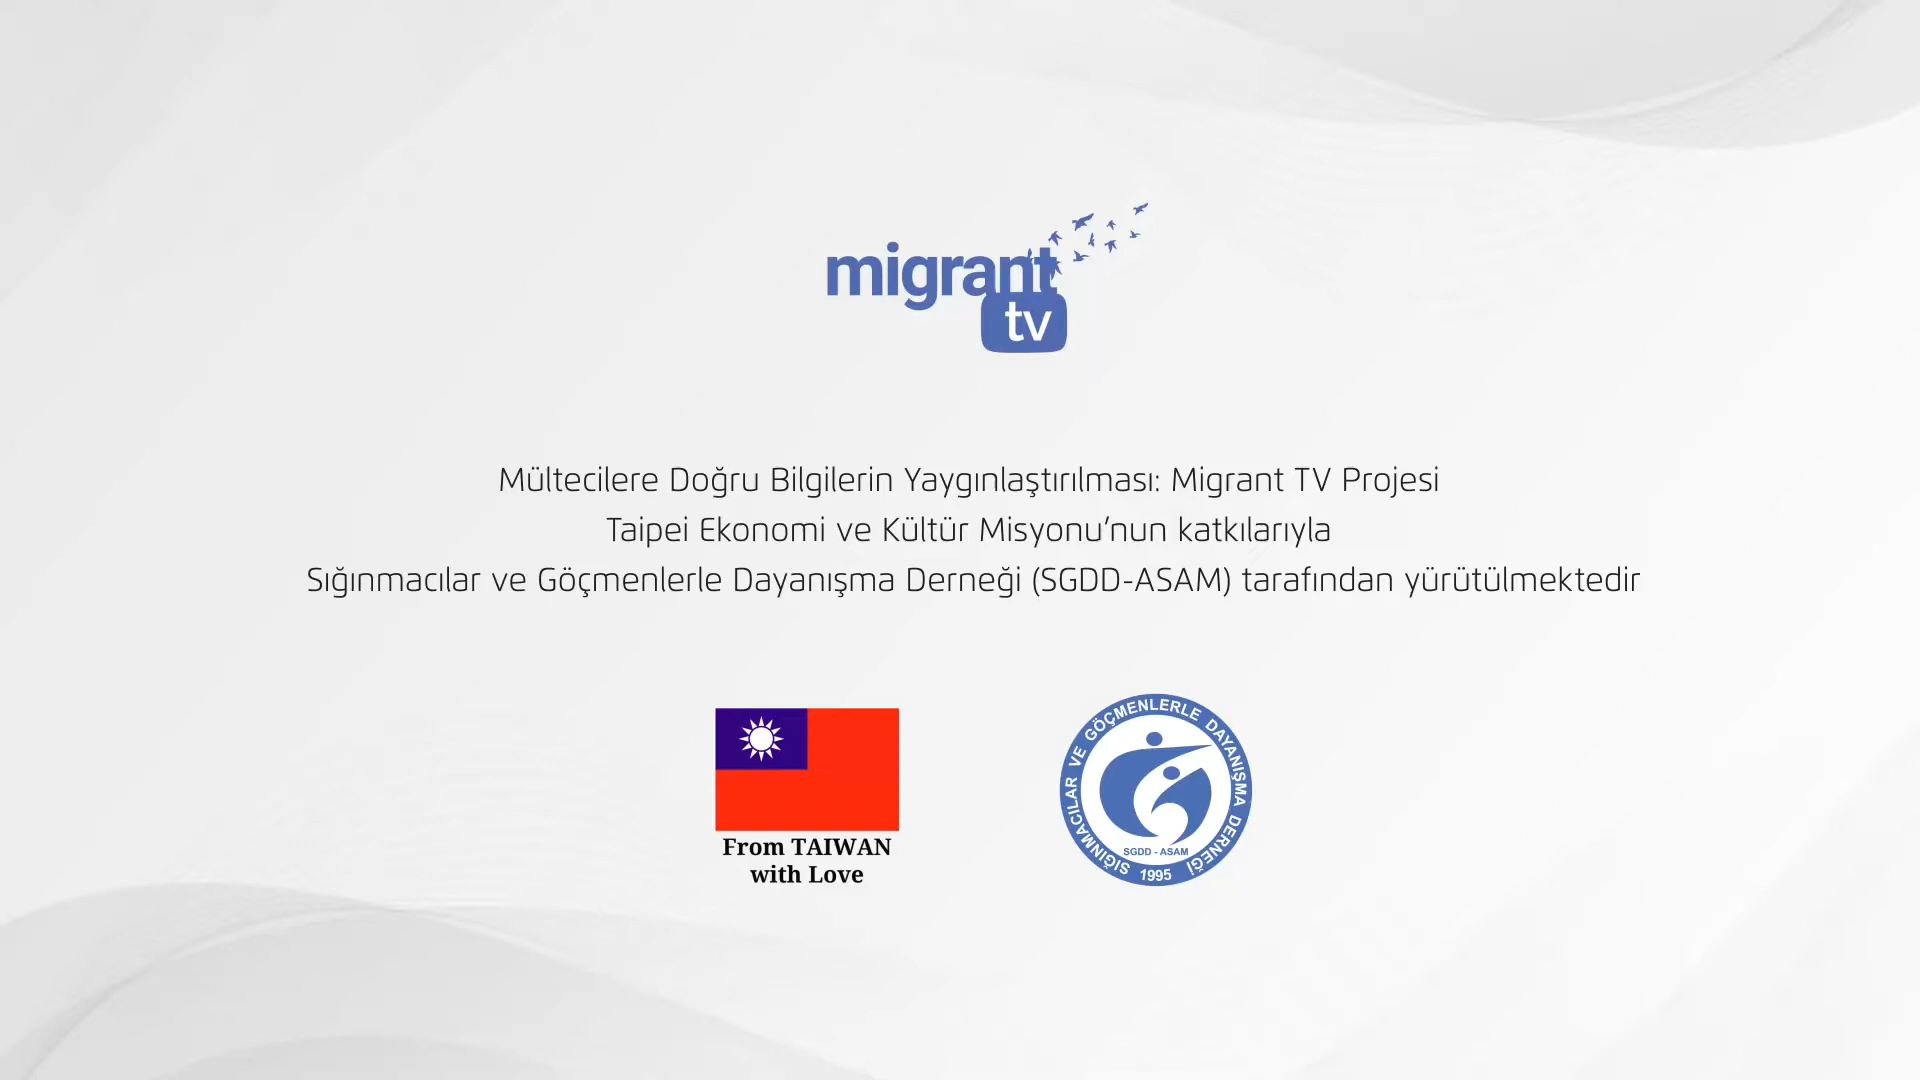 migrant
tv
Mültecilere Doğru Bilgilerin Yaygınlaştırılması: Migrant TV Projesi
Taipei Ekonomi ve Kültür Misyonu’nun katkılarıyla
Sığınmacılar ve Göçmenlerle Dayanışma Derneği (SGDD-ASAM) tarafından yürütülmektedir
From TAIWAN
with Love
SIĞINMACILAR VE GÖÇMENLERLE DAYANIŞMA DERNEĞİ
SGDD - ASAM
1995